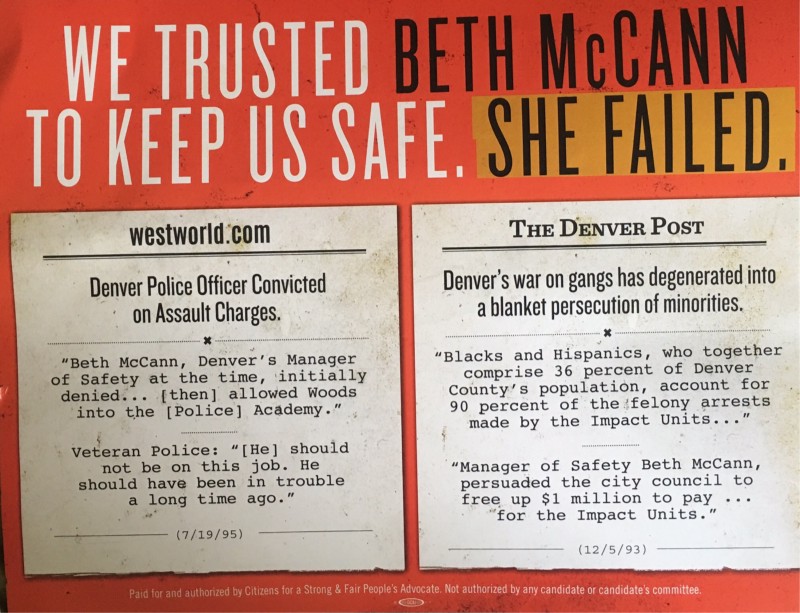 WE TRUSTED BETH McCANN
TO KEEP US SAFE. SHE FAILED.
westworld.com
Denver Police Officer Convicted
on Assault Charges.
“Beth McCann, Denver’s Manager
of Safety at the time, initially
denied... [then] allowed Woods
into the [Police] Academy.”
Veteran Police: “[He] should
not be on this job. He
should have been in trouble
a long time ago.”
(7/19/95)
THE DENVER POST
Denver’s war on gangs has degenerated into
a blanket persecution of minorities.
“Blacks and Hispanics, who together
comprise 36 percent of Denver
County’s population, account for
90 percent of the felony arrests
made by the Impact Units...”
“Manager of Safety Beth McCann,
persuaded the city council to
free up $1 million to pay ...
for the Impact Units.”
(12/5/93)
Paid for and authorized by Citizens for a Strong & Fair People’s Advocate. Not authorized by any candidate or candidate’s committee.